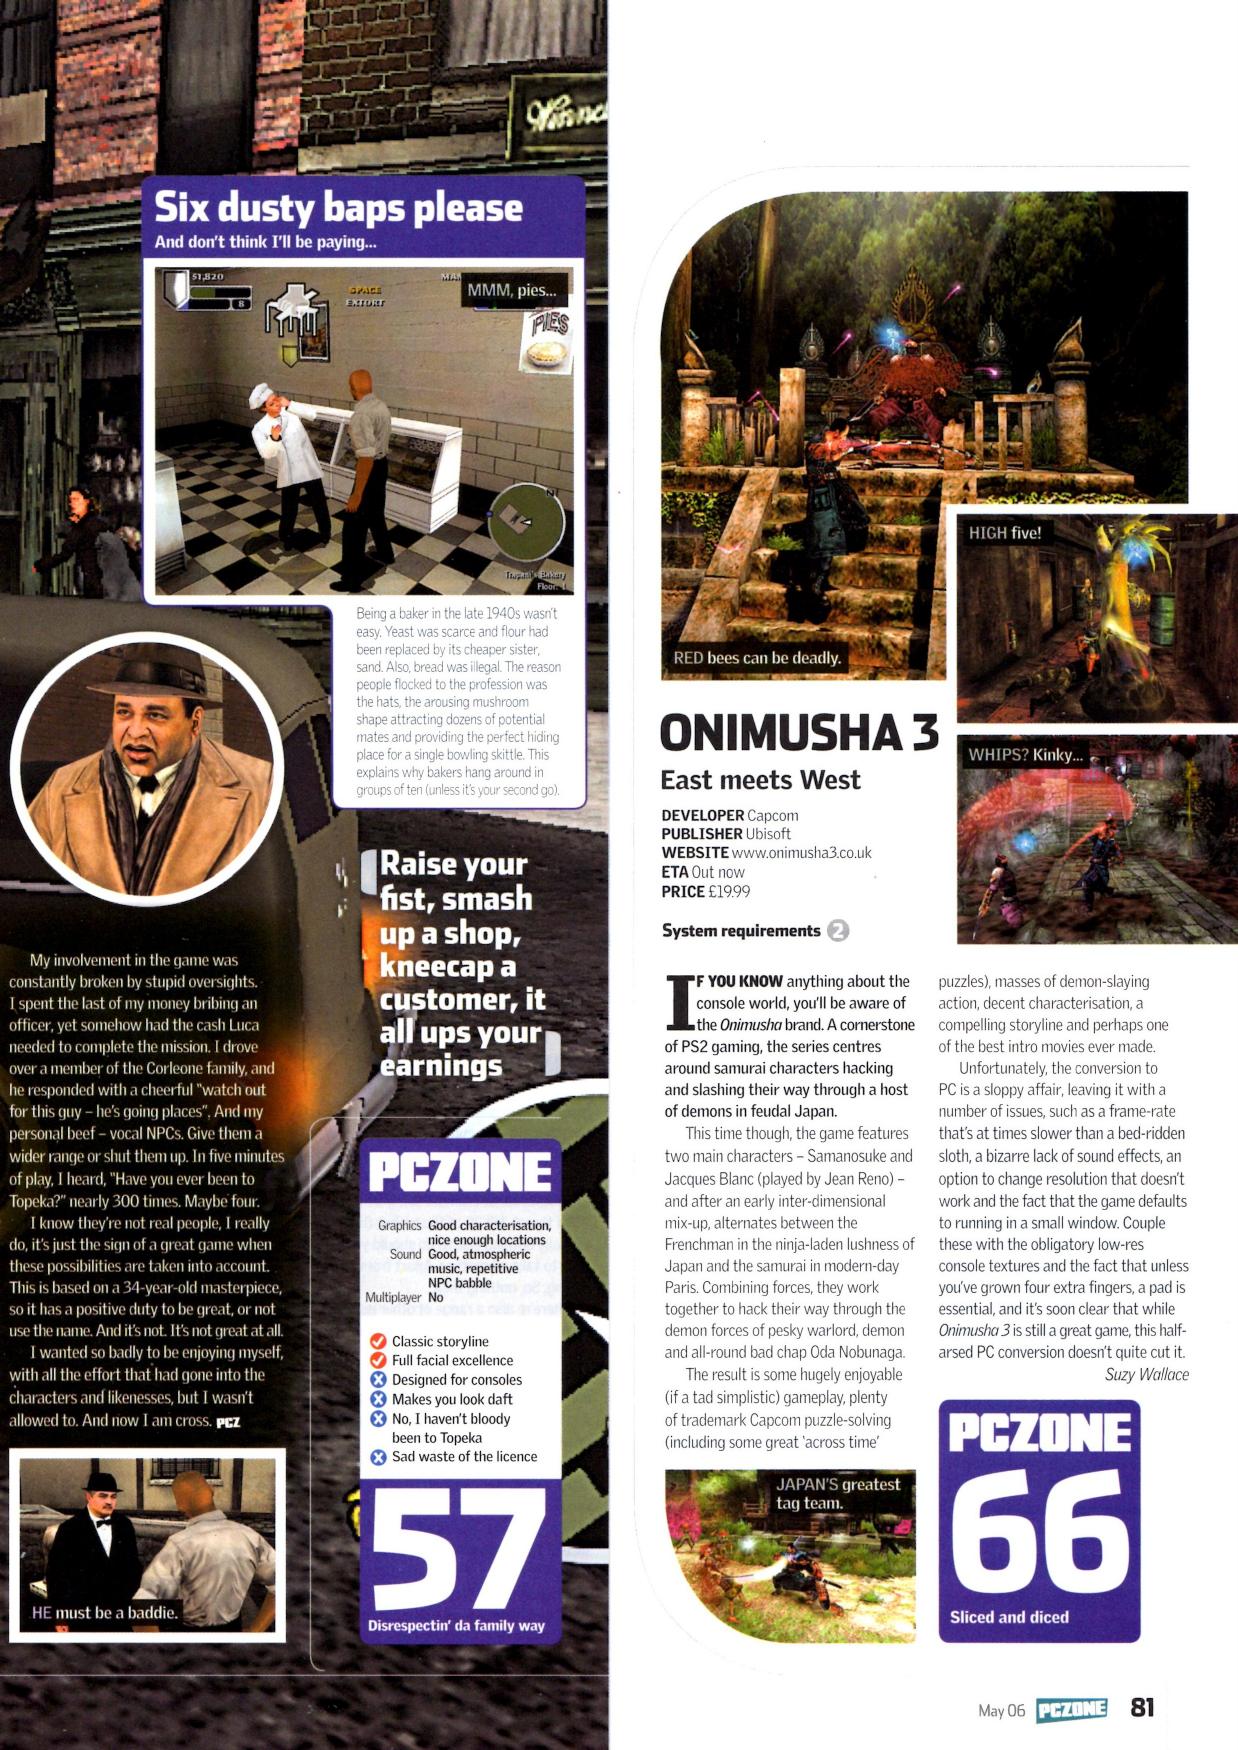 Six dusty baps please
And don't think I'll be paying...
$1,820
8
SPACE
EXTORT
MMM, pies...
PIES
N
Trapani's Bakery
Floor: 1
Being a baker in the late 1940s wasn't
easy. Yeast was scarce and flour had
been replaced by its cheaper sister,
sand. Also, bread was illegal. The reason
people flocked to the profession was
the hats, the arousing mushroom
shape attracting dozens of potential
mates and providing the perfect hiding
place for a single bowling skittle. This
explains why bakers hang around in
groups of ten (unless it's your second go).
Raise your
fist, smash
up a shop,
kneecap a
customer, it
all ups your
earnings
My involvement in the game was
constantly broken by stupid oversights.
I spent the last of my money bribing an
officer, yet somehow had the cash Luca
needed to complete the mission. I drove
over a member of the Corleone family, and
he responded with a cheerful "watch out
for this guy – he's going places". And my
personal beef – vocal NPCs. Give them a
wider range or shut them up. In five minutes
of play, I heard, "Have you ever been to
Topeka?" nearly 300 times. Maybe four.
I know they're not real people, I really
do, it's just the sign of a great game when
these possibilities are taken into account.
This is based on a 34-year-old masterpiece,
so it has a positive duty to be great, or not
use the name. And it's not. It's not great at all.
I wanted so badly to be enjoying myself,
with all the effort that had gone into the
characters and likenesses, but I wasn't
allowed to. And now I am cross. PCZ
HE must be a baddie.
PCZONE
Graphics Good characterisation,
nice enough locations
Sound Good, atmospheric
music, repetitive
NPC babble
Multiplayer No
Classic storyline
Full facial excellence
Designed for consoles
Makes you look daft
No, I haven't bloody
been to Topeka
Sad waste of the licence
57
Disrespectin' da family way
RED bees can be deadly.
HIGH five!
WHIPS? Kinky...
ONIMUSHA 3
East meets West
DEVELOPER Capcom
PUBLISHER Ubisoft
WEBSITE www.onimusha3.co.uk
ETA Out now
PRICE £19.99
System requirements 2
IF YOU KNOW anything about the
console world, you'll be aware of
the Onimusha brand. A cornerstone
of PS2 gaming, the series centres
around samurai characters hacking
and slashing their way through a host
of demons in feudal Japan.
This time though, the game features
two main characters – Samanosuke and
Jacques Blanc (played by Jean Reno) –
and after an early inter-dimensional
mix-up, alternates between the
Frenchman in the ninja-laden lushness of
Japan and the samurai in modern-day
Paris. Combining forces, they work
together to hack their way through the
demon forces of pesky warlord, demon
and all-round bad chap Oda Nobunaga.
The result is some hugely enjoyable
(if a tad simplistic) gameplay, plenty
of trademark Capcom puzzle-solving
(including some great 'across time'
puzzles), masses of demon-slaying
action, decent characterisation, a
compelling storyline and perhaps one
of the best intro movies ever made.
Unfortunately, the conversion to
PC is a sloppy affair, leaving it with a
number of issues, such as a frame-rate
that's at times slower than a bed-ridden
sloth, a bizarre lack of sound effects, an
option to change resolution that doesn't
work and the fact that the game defaults
to running in a small window. Couple
these with the obligatory low-res
console textures and the fact that unless
you've grown four extra fingers, a pad is
essential, and it's soon clear that while
Onimusha 3 is still a great game, this half-
arsed PC conversion doesn't quite cut it.
Suzy Wallace
JAPAN'S greatest
tag team.
PCZONE
66
Sliced and diced
May 06 PCZONE 81